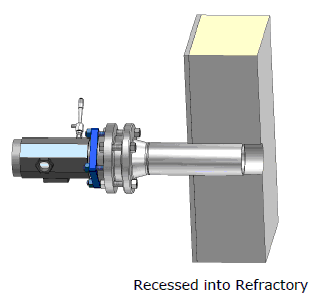 Recessed into Refractory